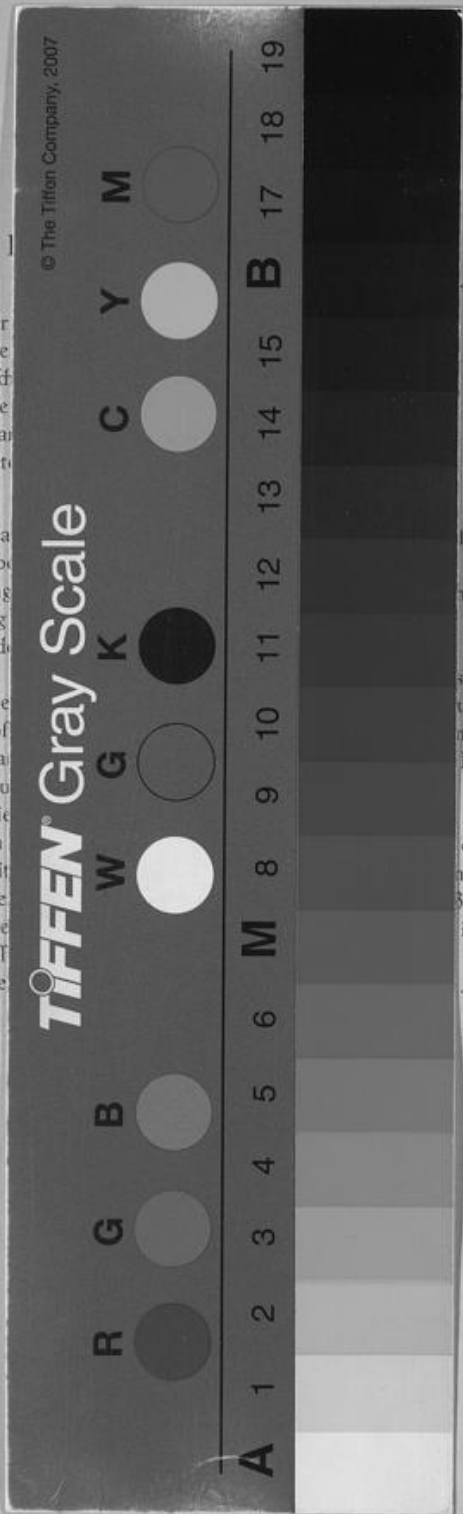 © The Tiffen Company, 2007
TIFFEN® Gray Scale
R G B W G K C Y M
A 1 2 3 4 5 6 M 8 9 10 11 12 13 14 15 B 17 18 19